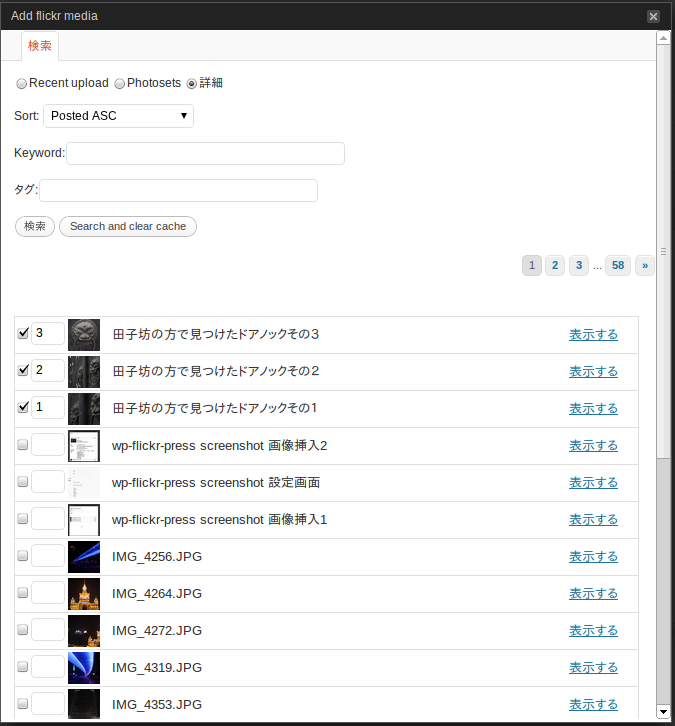 Add flickr media
検索
Recent upload Photosets 詳細
Sort: Posted ASC
Keyword:
タグ:
検索 Search and clear cache
1 2 3 ... 58 »
3 田子坊の方で見つけたドアノックその３ 表示する
2 田子坊の方で見つけたドアノックその２ 表示する
1 田子坊の方で見つけたドアノックその１ 表示する
wp-flickr-press screenshot 画像挿入2 表示する
wp-flickr-press screenshot 設定画面 表示する
wp-flickr-press screenshot 画像挿入1 表示する
IMG_4256.JPG 表示する
IMG_4264.JPG 表示する
IMG_4272.JPG 表示する
IMG_4319.JPG 表示する
IMG_4353.JPG 表示する